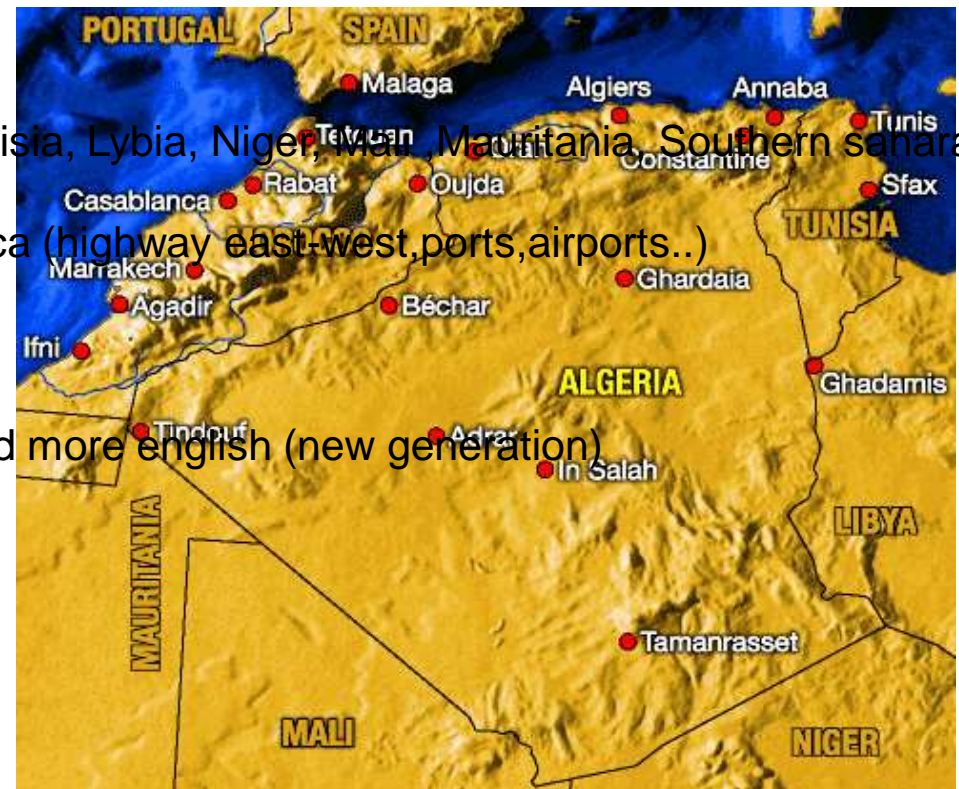 PORTUGAL SPAIN
Malaga
Algiers Annaba
isia, Lybia, Niger, Mali ,Mauritania, Southern sahara
Tetouan Oran Constantine Tunis
Rabat Oujda Sfax
Casablanca TUNISIA
ca (highway east-west,ports,airports..)
Marrakech Ghardaia
Agadir Béchar
Ifni
ALGERIA Ghadamis
Tindouf Adrar
d more english (new generation)
In Salah
MAURITANIA LIBYA
Tamanrasset
MALI NIGER